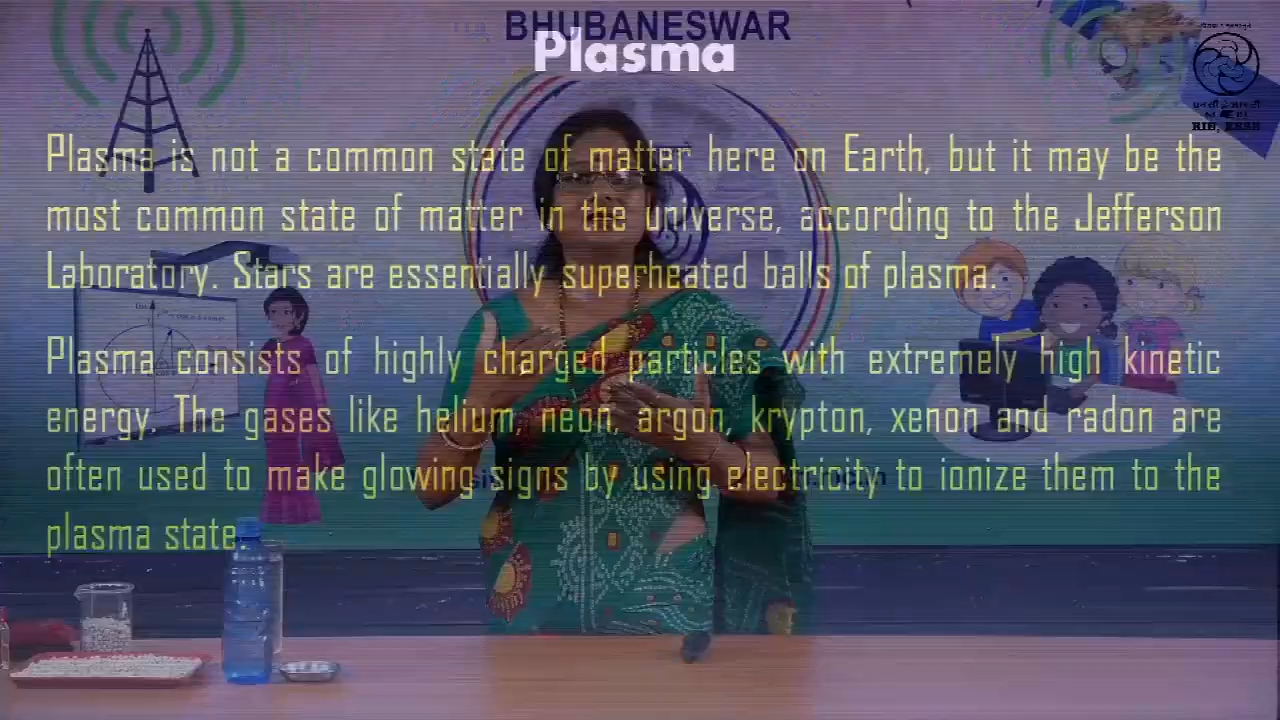 BHUBANESWAR
Plasma
Plasma is not a common state of matter here on Earth, but it may be the
most common state of matter in the universe, according to the Jefferson
Laboratory. Stars are essentially superheated balls of plasma.
Plasma consists of highly charged particles with extremely high kinetic
energy. The gases like helium, neon, argon, krypton, xenon and radon are
often used to make glowing signs by using electricity to ionize them to the
plasma state.